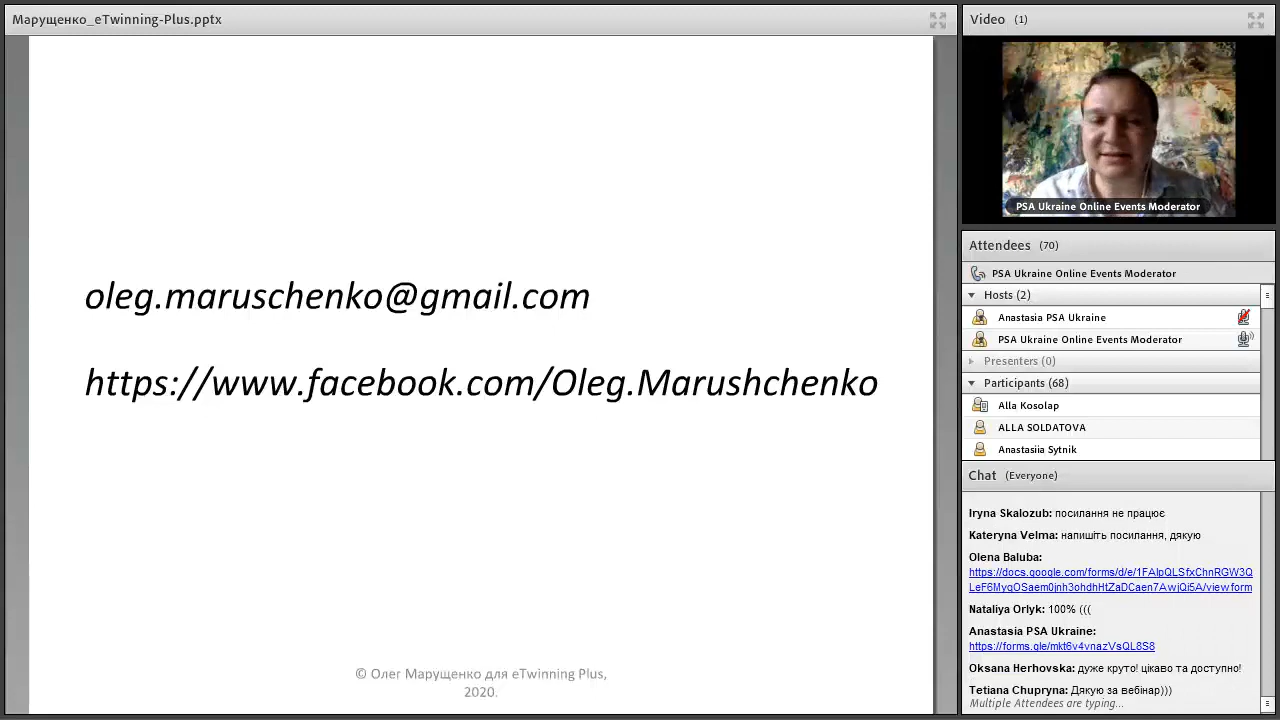 Марущенко_eTwinning-Plus.pptx
oleg.maruschenko@gmail.com
https://www.facebook.com/Oleg.Marushchenko
© Олег Марущенко для eTwinning Plus,
2020.
Video (1)
PSA Ukraine Online Events Moderator
Attendees (70)
PSA Ukraine Online Events Moderator
Hosts (2)
Anastasia PSA Ukraine
PSA Ukraine Online Events Moderator
Presenters (0)
Participants (68)
Alla Kosolap
ALLA SOLDATOVA
Anastasiia Sytnik
Chat (Everyone)
Iryna Skalozub: посилання не працює
Kateryna Velma: напишіть посилання, дякую
Olena Baluba:
https://docs.google.com/forms/d/e/1FAIpQLSfxChnRGW3Q
LeF6MyqOSaem0jnh3ohdhHtZaDCaen7AwjQi5A/viewform
Nataliya Orlyk: 100% (((
Anastasia PSA Ukraine:
https://forms.gle/mkt6v4vnazVsQL8S8
Oksana Herhovska: дуже круто! цікаво та доступно!
Tetiana Chupryna: Дякую за вебінар)))
Multiple Attendees are typing...